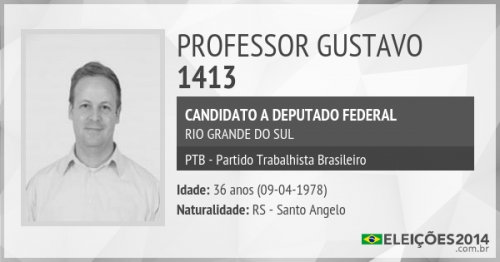 PROFESSOR GUSTAVO
1413
CANDIDATO A DEPUTADO FEDERAL
RIO GRANDE DO SUL
PTB - Partido Trabalhista Brasileiro
Idade: 36 anos (09-04-1978)
Naturalidade: RS - Santo Angelo
ELEIÇÕES2014
.com.br